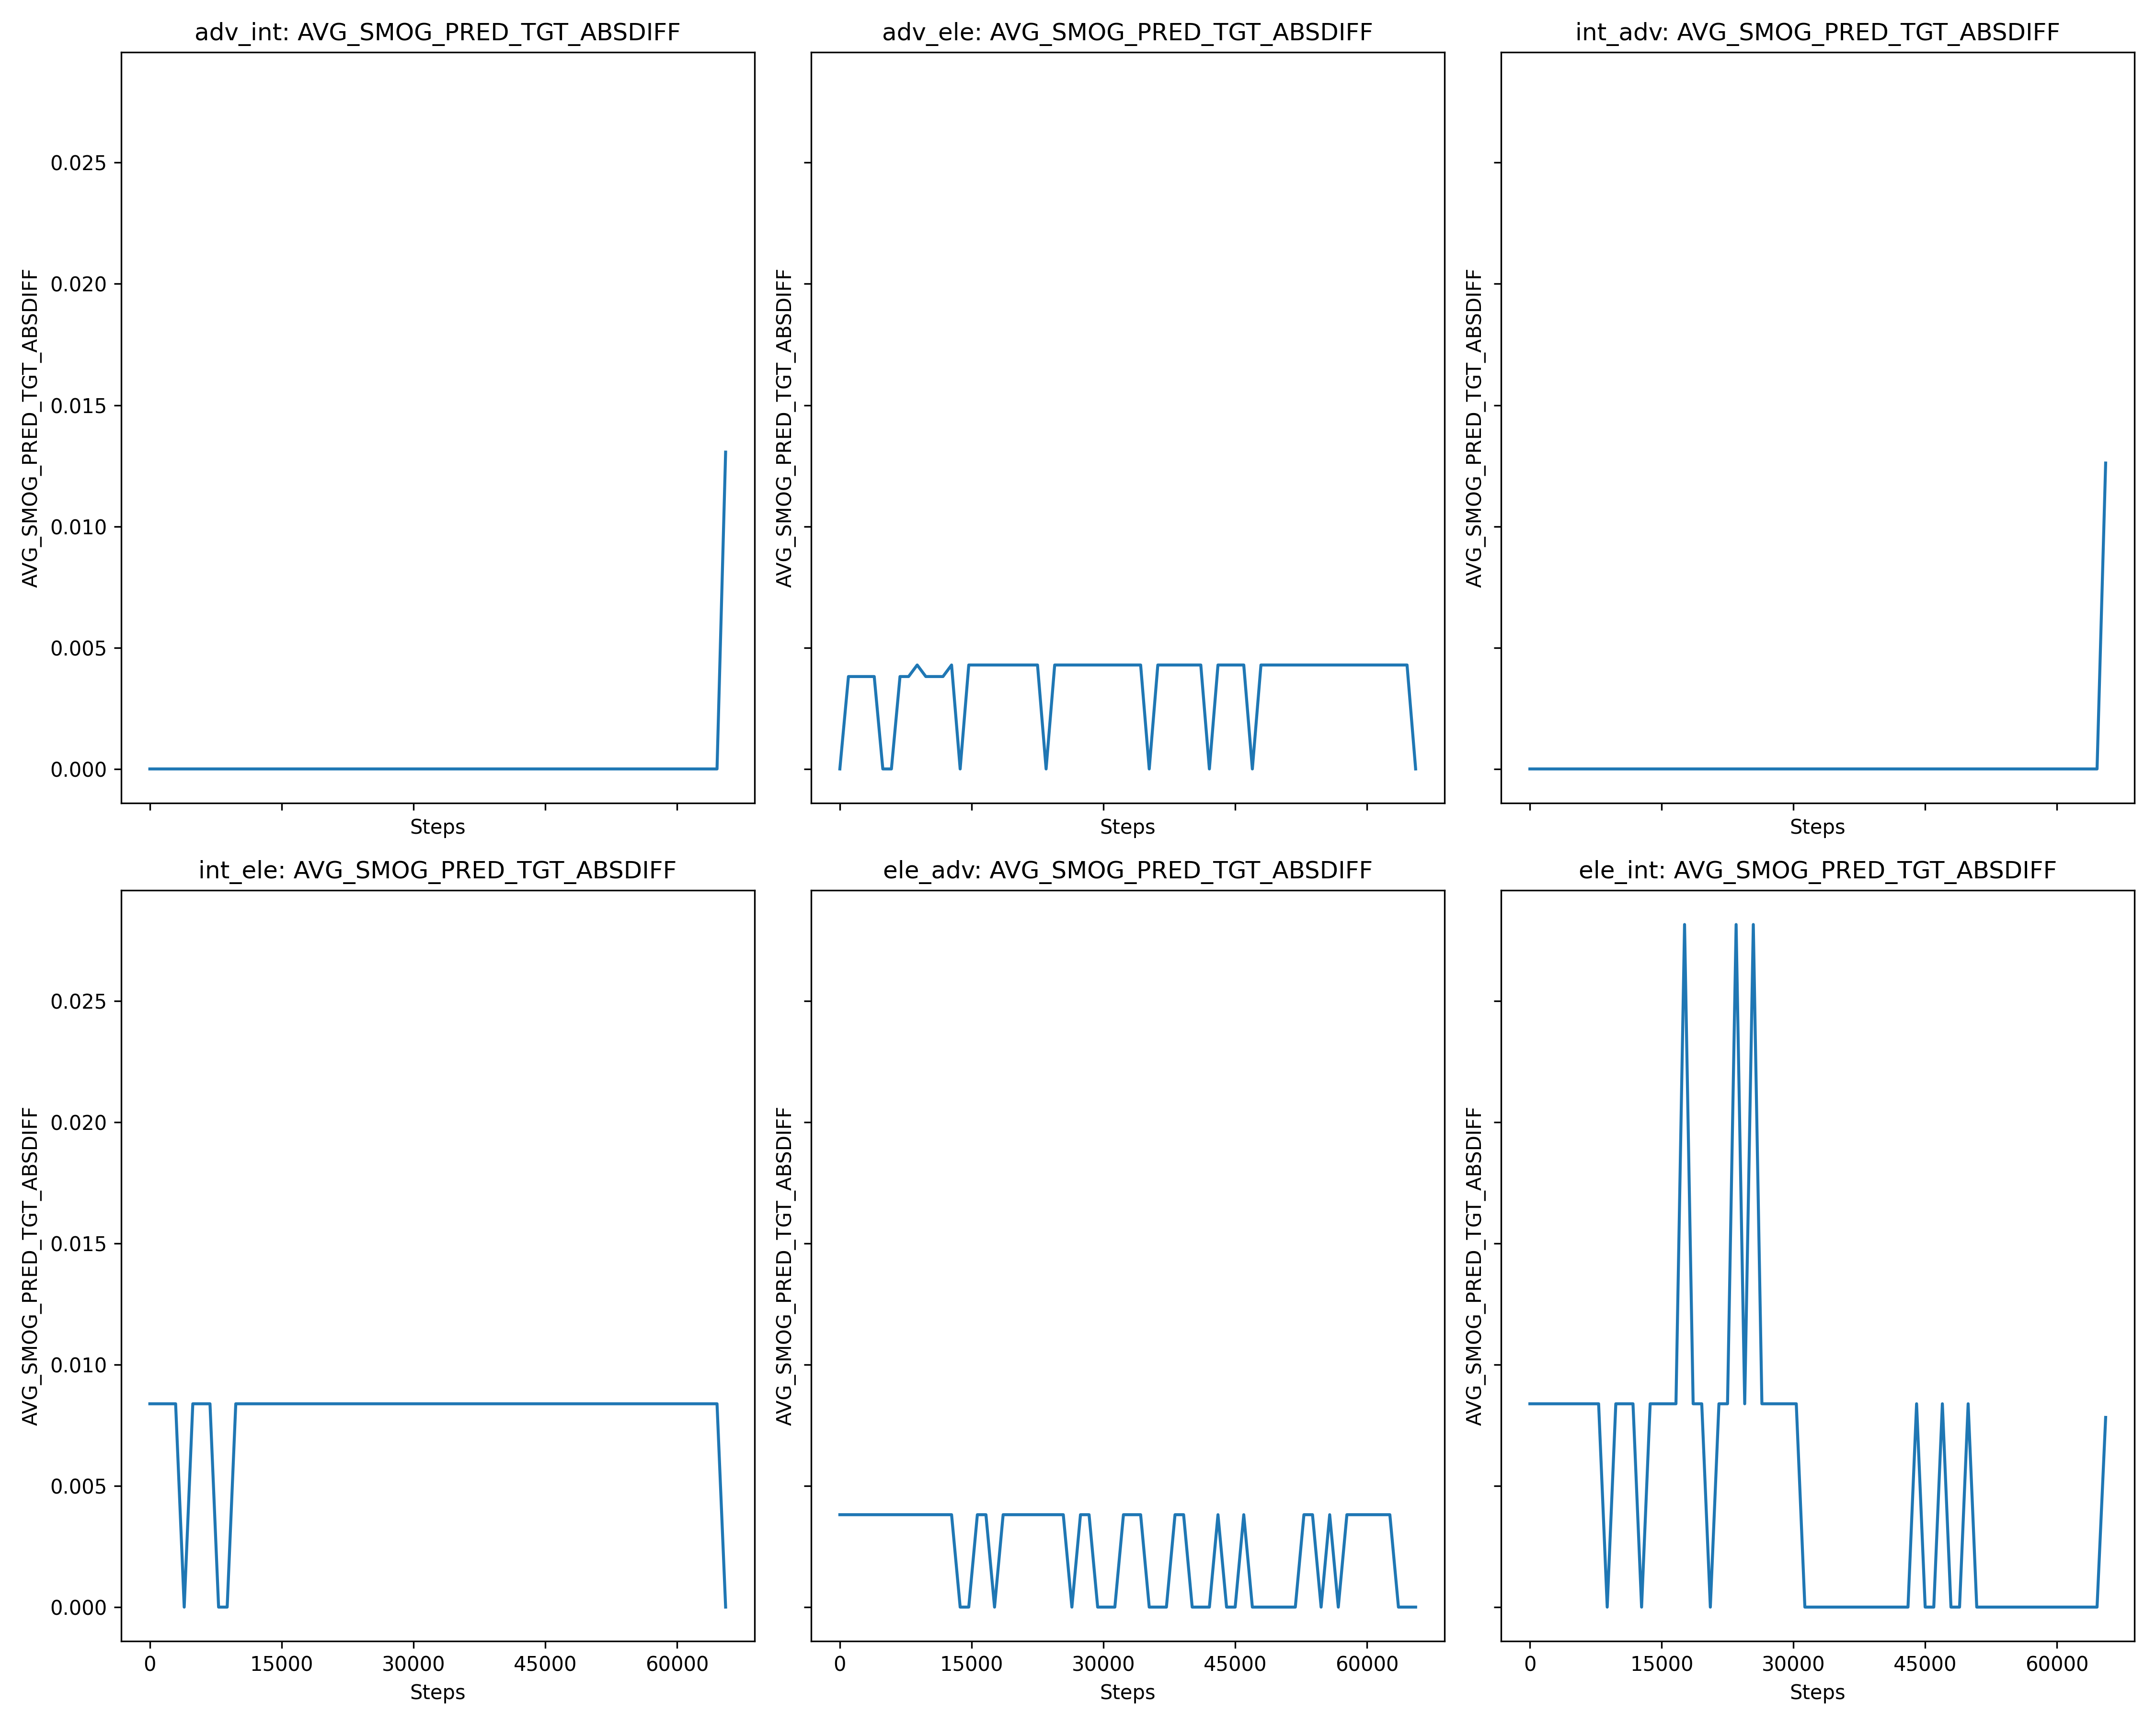 adv_int: AVG_SMOG_PRED_TGT_ABSDIFF
adv_ele: AVG_SMOG_PRED_TGT_ABSDIFF
int_adv: AVG_SMOG_PRED_TGT_ABSDIFF
AVG_SMOG_PRED_TGT_ABSDIFF
0.025
0.020
0.015
0.010
0.005
0.000
Steps
AVG_SMOG_PRED_TGT_ABSDIFF
Steps
AVG_SMOG_PRED_TGT_ABSDIFF
Steps
int_ele: AVG_SMOG_PRED_TGT_ABSDIFF
ele_adv: AVG_SMOG_PRED_TGT_ABSDIFF
ele_int: AVG_SMOG_PRED_TGT_ABSDIFF
AVG_SMOG_PRED_TGT_ABSDIFF
0.025
0.020
0.015
0.010
0.005
0.000
0 15000 30000 45000 60000
Steps
AVG_SMOG_PRED_TGT_ABSDIFF
0 15000 30000 45000 60000
Steps
AVG_SMOG_PRED_TGT_ABSDIFF
0 15000 30000 45000 60000
Steps